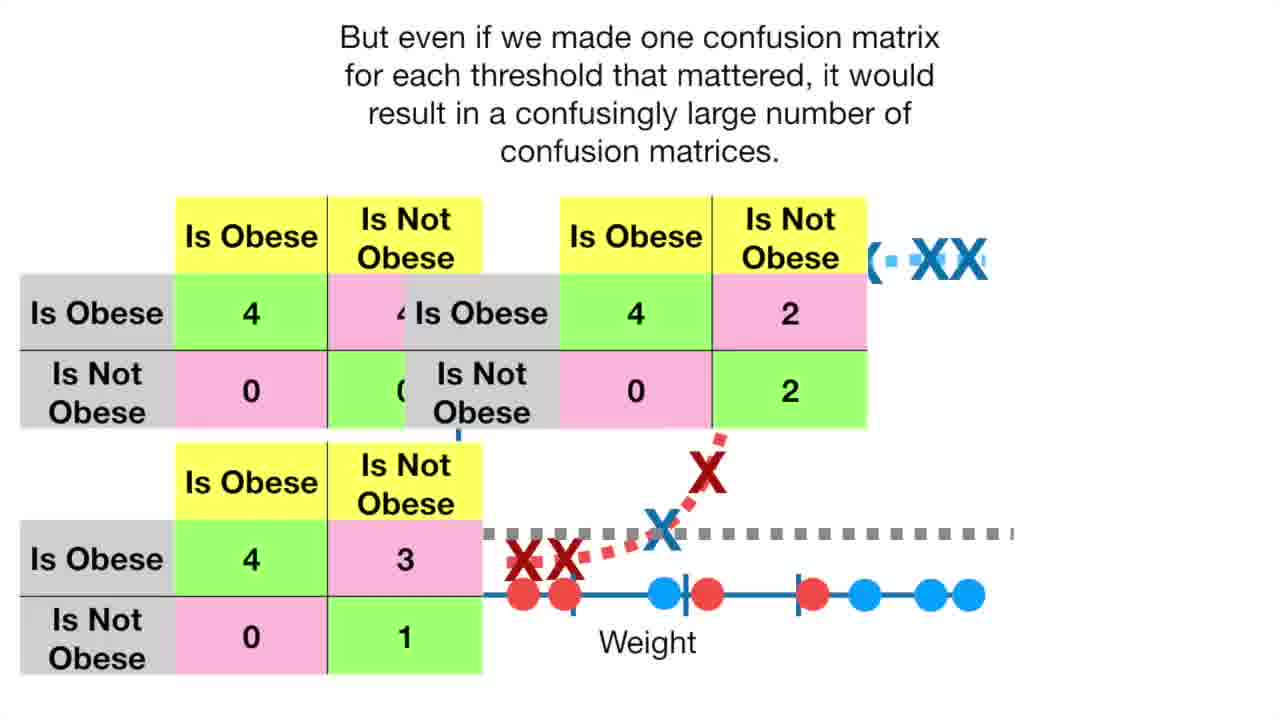 But even if we made one confusion matrix
for each threshold that mattered, it would
result in a confusingly large number of
confusion matrices.
Is Obese
Is Not
Obese
Is Obese
4
Is Not
Obese
0
Is Obese
Is Not
Obese
Is Obese
4
2
Is Not
Obese
0
2
Is Obese
Is Not
Obese
Is Obese
4
3
Is Not
Obese
0
1
X
X
X
X
X
X
Weight